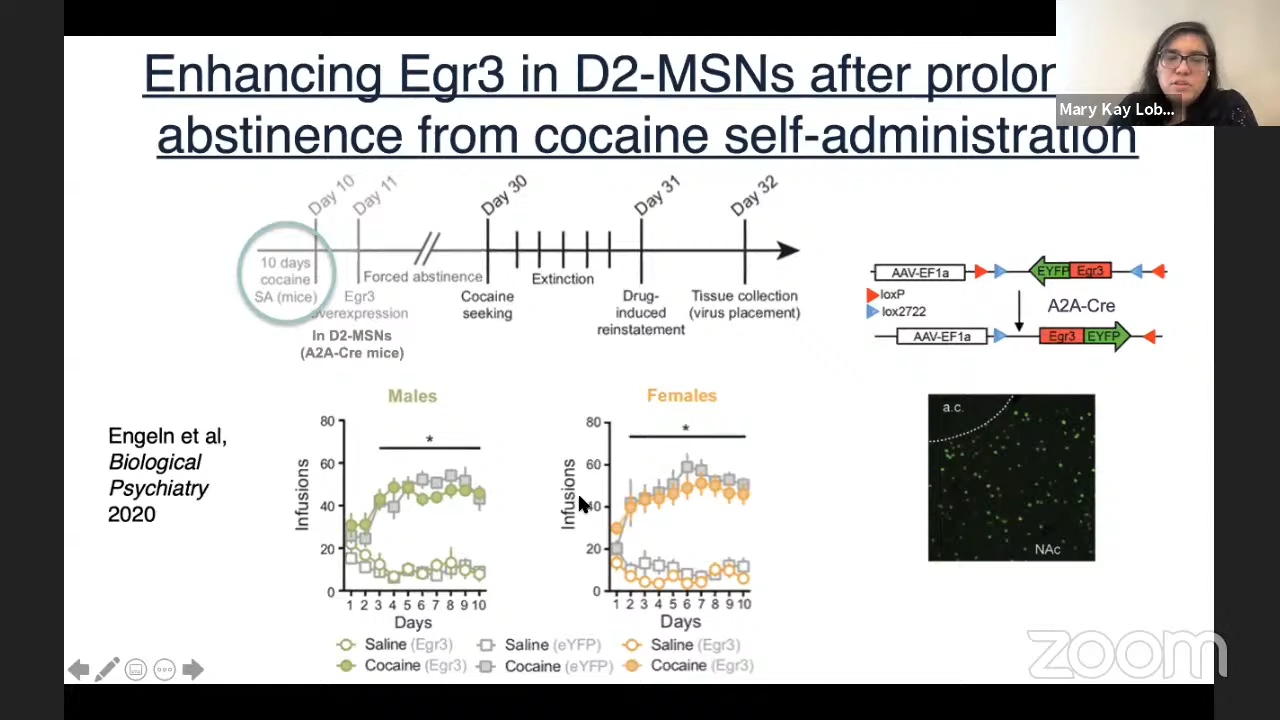 Enhancing Egr3 in D2-MSNs after
abstinence from cocaine self-administration
Mary Kay Lob...
Day 10
Day 11
Day 30
Day 31
Day 32
10 days
cocaine
SA (mice)
Forced abstinence
Egr3
overexpression
In D2-MSNs
(A2A-Cre mice)
Cocaine
seeking
Extinction
Drug-
induced
reinstatement
Tissue collection
(virus placement)
AAV-EF1a
EYFP Egr3
loxP
lox2722
A2A-Cre
AAV-EF1a
Egr3 EYFP
Engeln et al,
Biological
Psychiatry
2020
Males
80
60
40
20
0
*
Infusions
1 2 3 4 5 6 7 8 9 10
Days
Females
80
60
40
20
0
*
Infusions
1 2 3 4 5 6 7 8 9 10
Days
a.c.
NAc
Saline (Egr3)
Saline (eYFP)
Saline (Egr3)
Cocaine (Egr3)
Cocaine (eYFP)
Cocaine (Egr3)
zoom